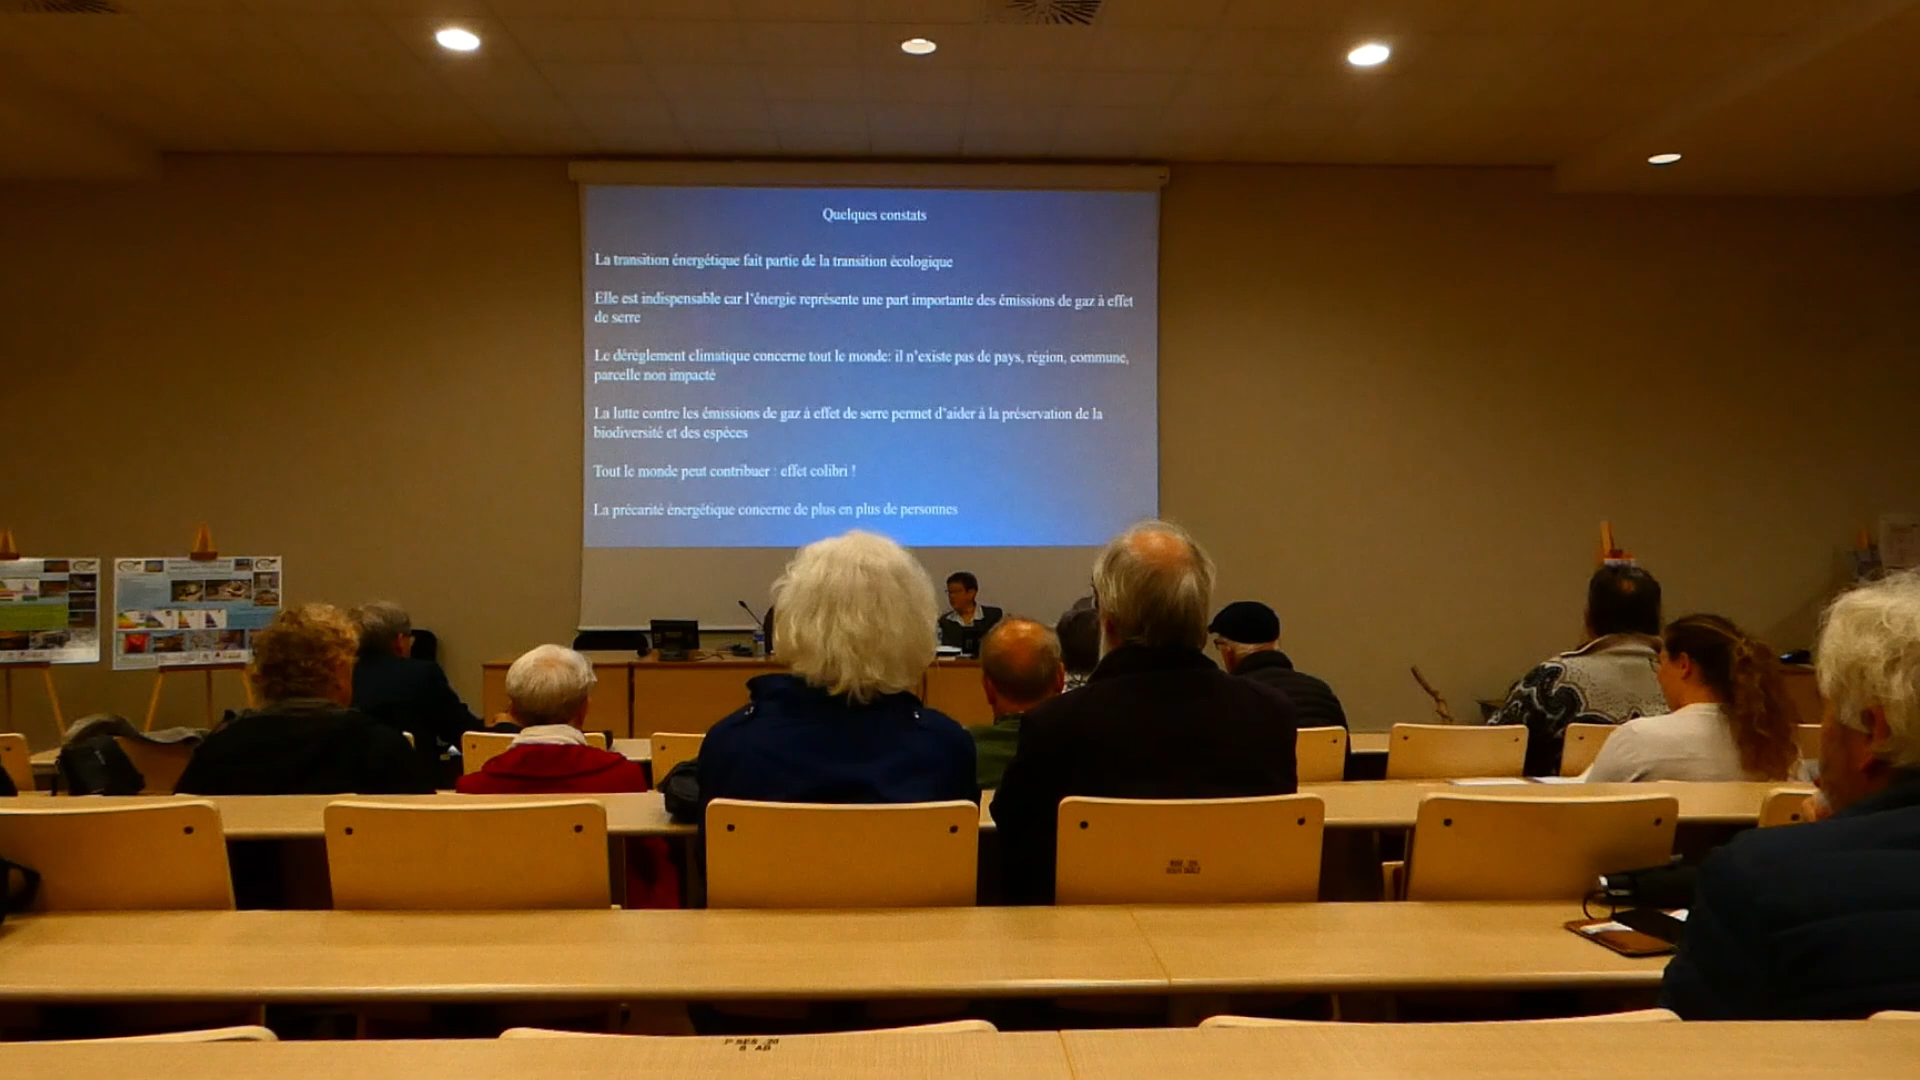 Quelques constats
La transition énergétique fait partie de la transition écologique
Elle est indispensable car l'énergie représente une part importante des émissions de gaz à effet
de serre
Le dérèglement climatique concerne tout le monde: il n'existe pas de pays, région, commune,
parcelle non impacté
La lutte contre les émissions de gaz à effet de serre permet d'aider à la préservation de la
biodiversité et des espèces
Tout le monde peut contribuer : effet colibri !
La précarité énergétique concerne de plus en plus de personnes